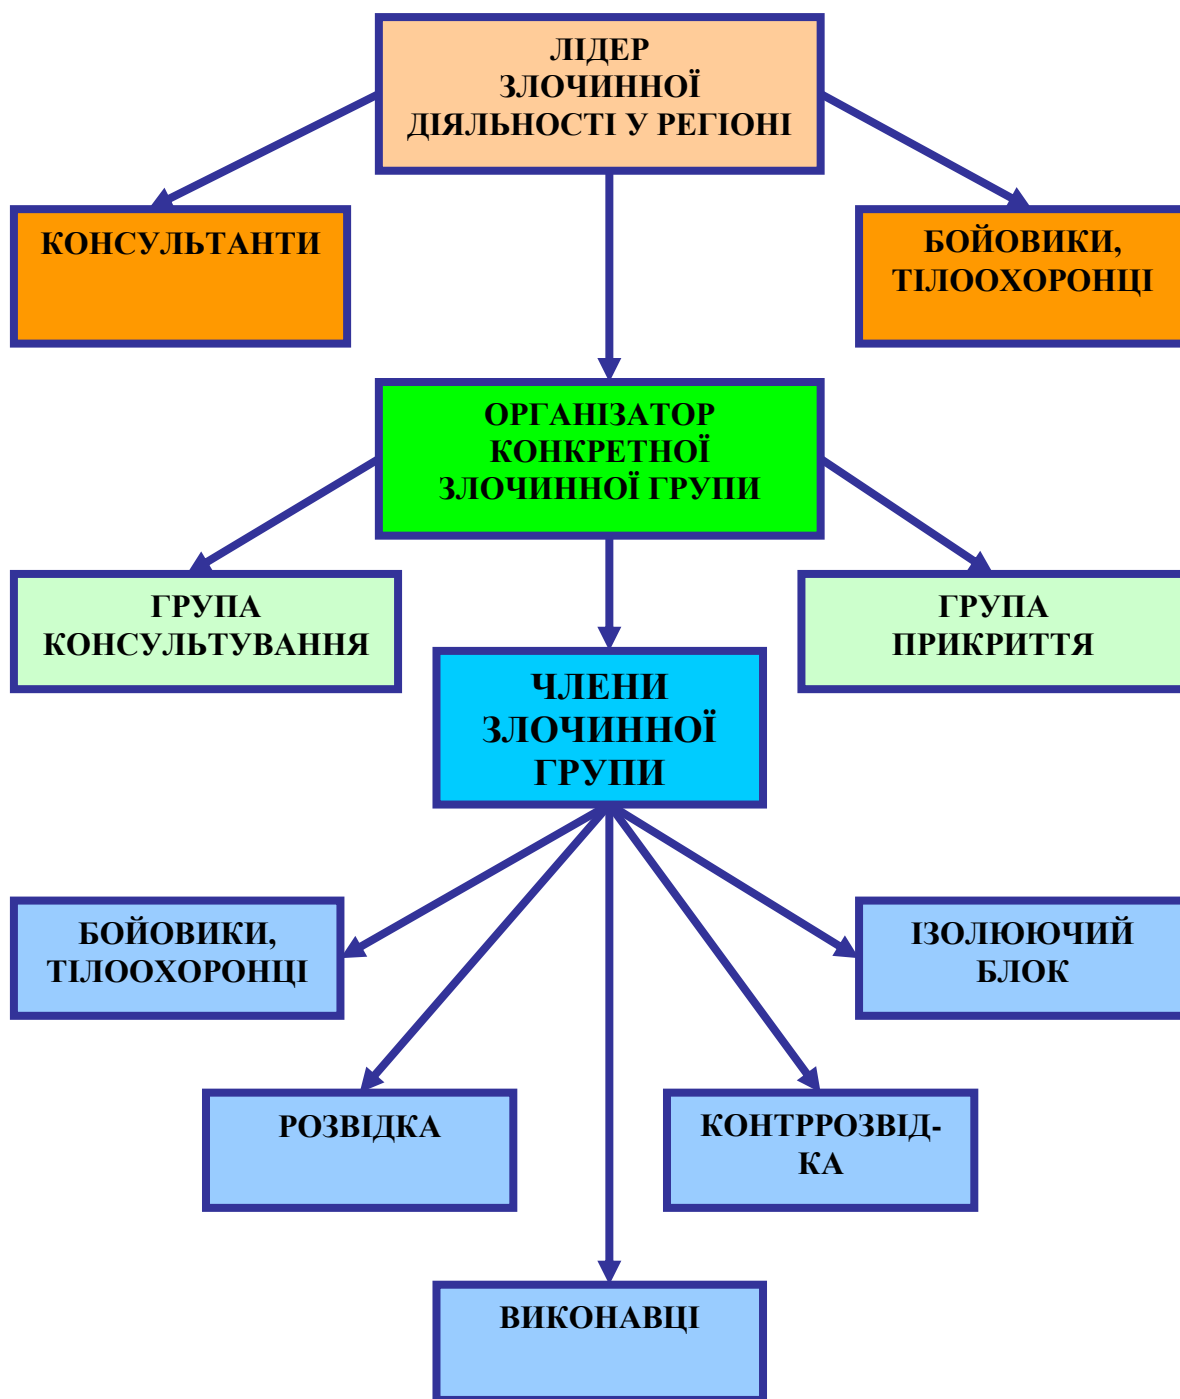 ЛІДЕР
ЗЛОЧИННОЇ
ДІЯЛЬНОСТІ У РЕГІОНІ
КОНСУЛЬТАНТИ
БОЙОВИКИ,
ТІЛООХОРОНЦІ
ОРГАНІЗАТОР
КОНКРЕТНОЇ
ЗЛОЧИННОЇ ГРУПИ
ГРУПА
КОНСУЛЬТУВАННЯ
ГРУПА
ПРИКРИТТЯ
ЧЛЕНИ
ЗЛОЧИННОЇ
ГРУПИ
БОЙОВИКИ,
ТІЛООХОРОНЦІ
ІЗОЛЮЮЧИЙ
БЛОК
РОЗВІДКА
КОНТРРОЗВІД-
КА
ВИКОНАВЦІ